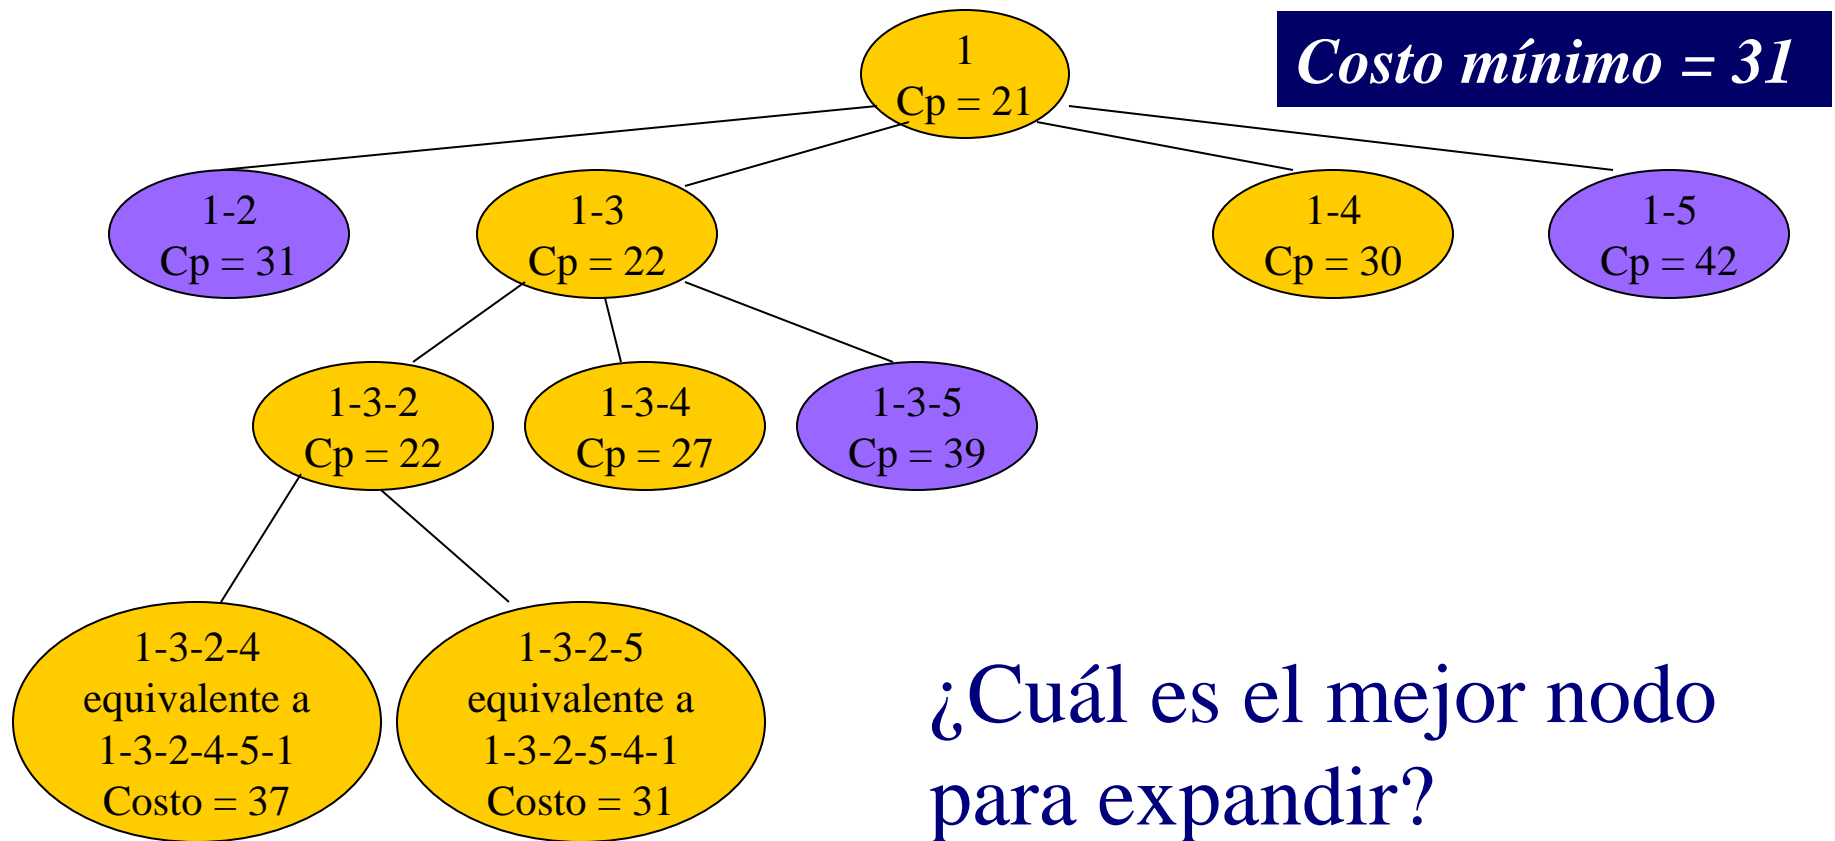 1
Cp = 21
Costo mínimo = 31
1-2
Cp = 31
1-3
Cp = 22
1-4
Cp = 30
1-5
Cp = 42
1-3-2
Cp = 22
1-3-4
Cp = 27
1-3-5
Cp = 39
1-3-2-4
equivalente a
1-3-2-4-5-1
Costo = 37
1-3-2-5
equivalente a
1-3-2-5-4-1
Costo = 31
¿Cuál es el mejor nodo
para expandir?